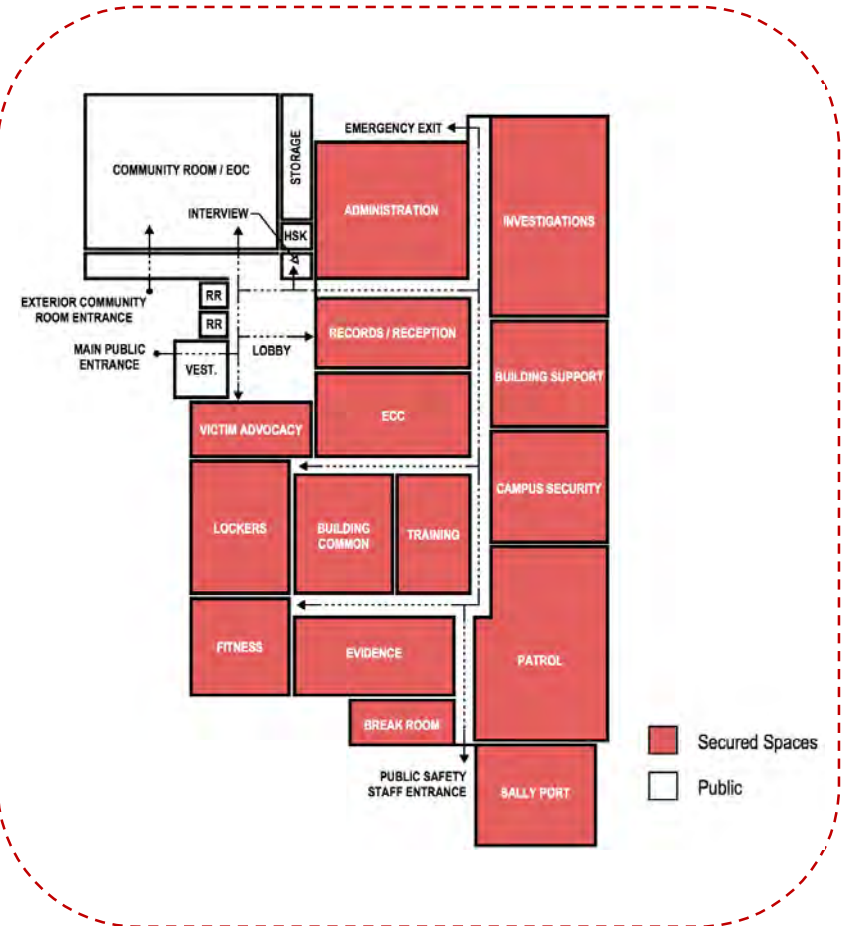 EMERGENCY EXIT
STORAGE
COMMUNITY ROOM / EOC
INTERVIEW
HSK
ADMINISTRATION
INVESTIGATIONS
EXTERIOR COMMUNITY
ROOM ENTRANCE
RR
RR
MAIN PUBLIC
ENTRANCE
VEST.
LOBBY
RECORDS / RECEPTION
BUILDING SUPPORT
VICTIM ADVOCACY
ECC
CAMPUS SECURITY
LOCKERS
BUILDING
COMMON
TRAINING
FITNESS
EVIDENCE
PATROL
BREAK ROOM
PUBLIC SAFETY
STAFF ENTRANCE
SALLY PORT
Secured Spaces
Public